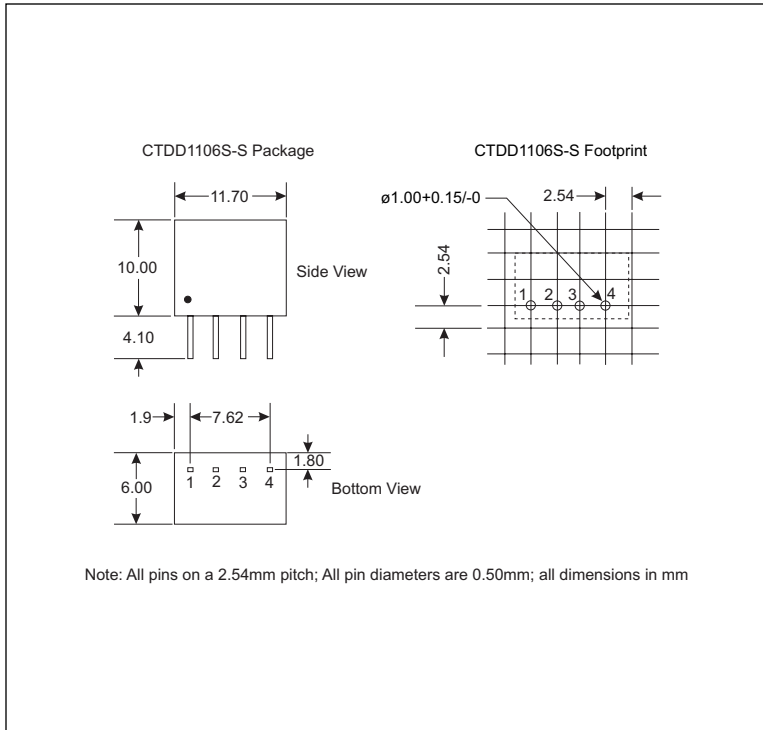 CTDD1106S-S Package
11.70
10.00
Side View
4.10
1.9
7.62
1.80
6.00
1 2 3 4
Bottom View
CTDD1106S-S Footprint
ø1.00+0.15/-0
2.54
2.54
1 2 3 4
Note: All pins on a 2.54mm pitch; All pin diameters are 0.50mm; all dimensions in mm